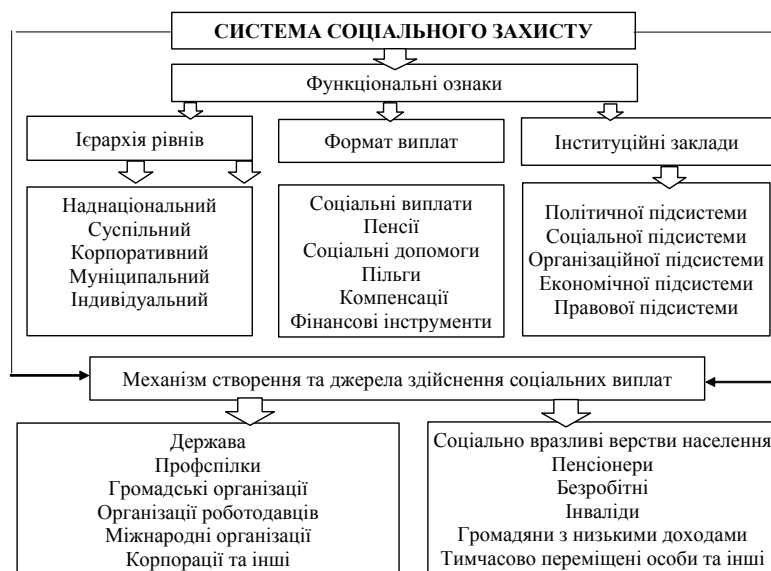 СИСТЕМА СОЦІАЛЬНОГО ЗАХИСТУ
Функціональні ознаки
Ієрархія рівнів
Формат виплат
Інституційні заклади
Наднаціональний
Суспільний
Корпоративний
Муніципальний
Індивідуальний
Соціальні виплати
Пенсії
Соціальні допомоги
Пільги
Компенсації
Фінансові інструменти
Політичної підсистеми
Соціальної підсистеми
Організаційної підсистеми
Економічної підсистеми
Правової підсистеми
Механізм створення та джерела здійснення соціальних виплат
Держава
Профспілки
Громадські організації
Організації роботодавців
Міжнародні організації
Корпорації та інші
Соціально вразливі верстви населення
Пенсіонери
Безробітні
Інваліди
Громадяни з низькими доходами
Тимчасово переміщені особи та інші